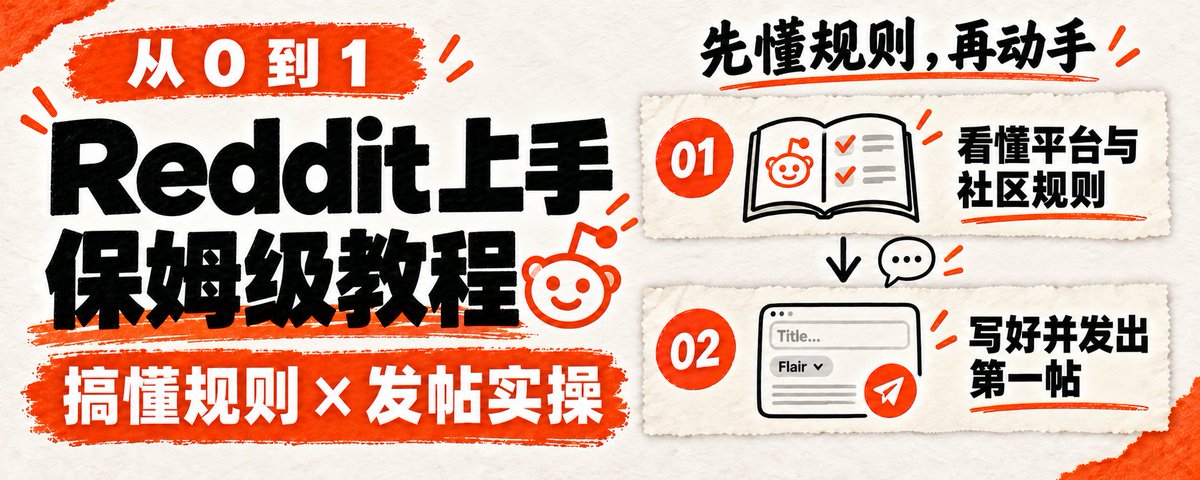 从 0 到 1
Reddit上手
保姆级教程
搞懂规则 × 发帖实操
先懂规则，再动手
01
看懂平台与
社区规则
02
Title...
Flair
写好并发出
第一帖